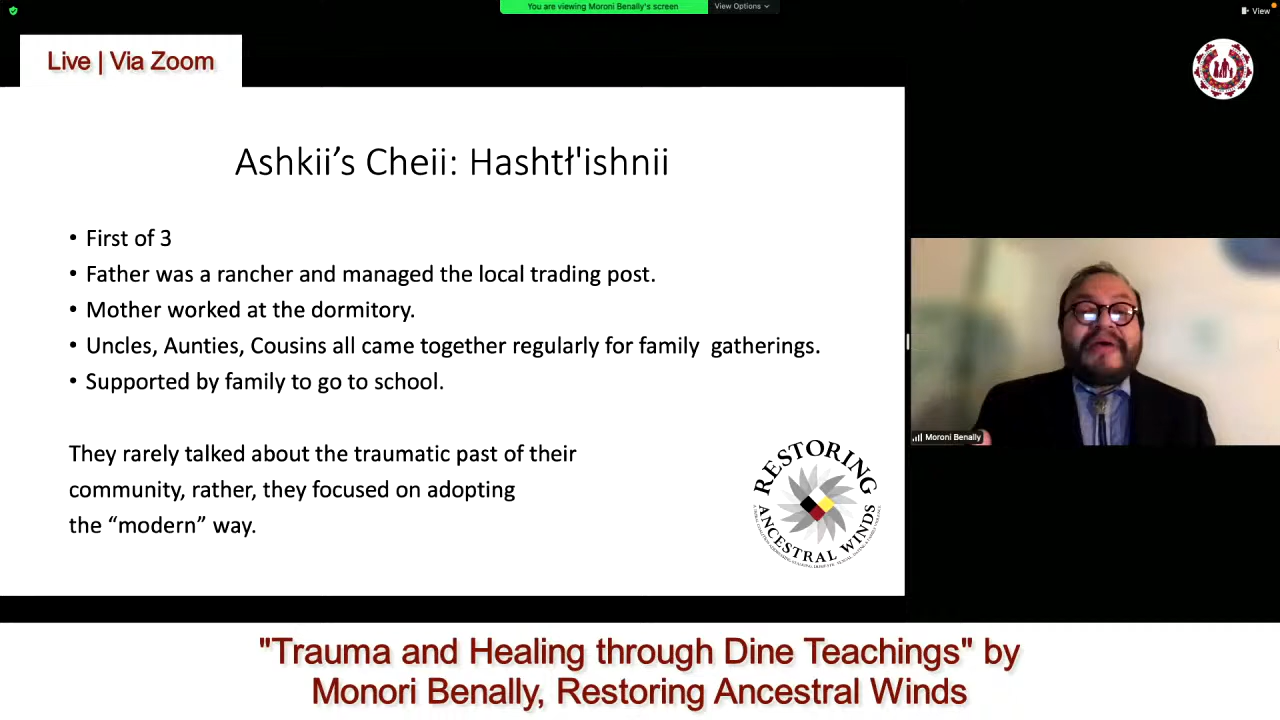 You are viewing Moroni Benally's screen
View Options
View
Live | Via Zoom
Ashkii’s Cheii: Hashtł'ishnii
• First of 3
• Father was a rancher and managed the local trading post.
• Mother worked at the dormitory.
• Uncles, Aunties, Cousins all came together regularly for family gatherings.
• Supported by family to go to school.
They rarely talked about the traumatic past of their
community, rather, they focused on adopting
the “modern” way.
RESTORING
ANCESTRAL WINDS
Moroni Benally
"Trauma and Healing through Dine Teachings" by
Monori Benally, Restoring Ancestral Winds